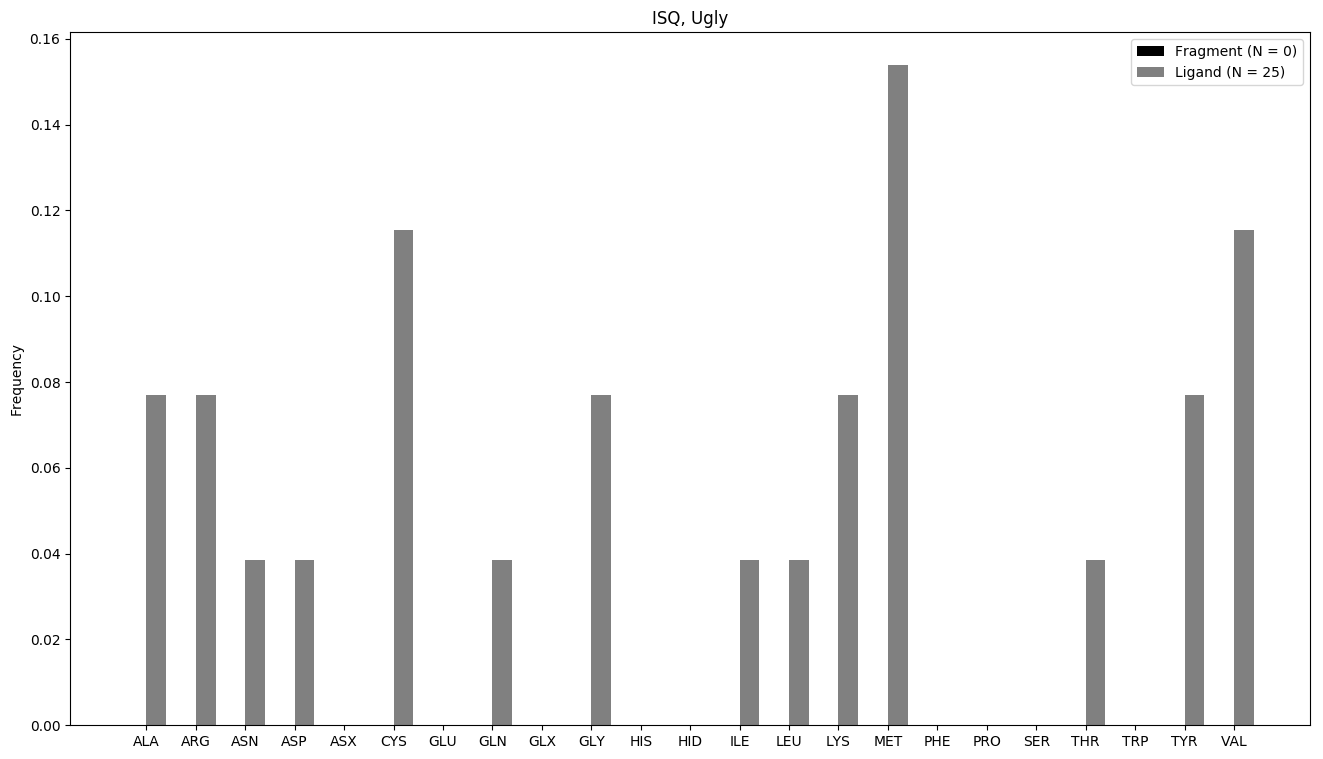 ISQ, Ugly
Fragment (N = 0)
Ligand (N = 25)
Frequency
0.16
0.14
0.12
0.10
0.08
0.06
0.04
0.02
0.00
ALA ARG ASN ASP ASX CYS GLU GLN GLX GLY HIS HID ILE LEU LYS MET PHE PRO SER THR TRP TYR VAL